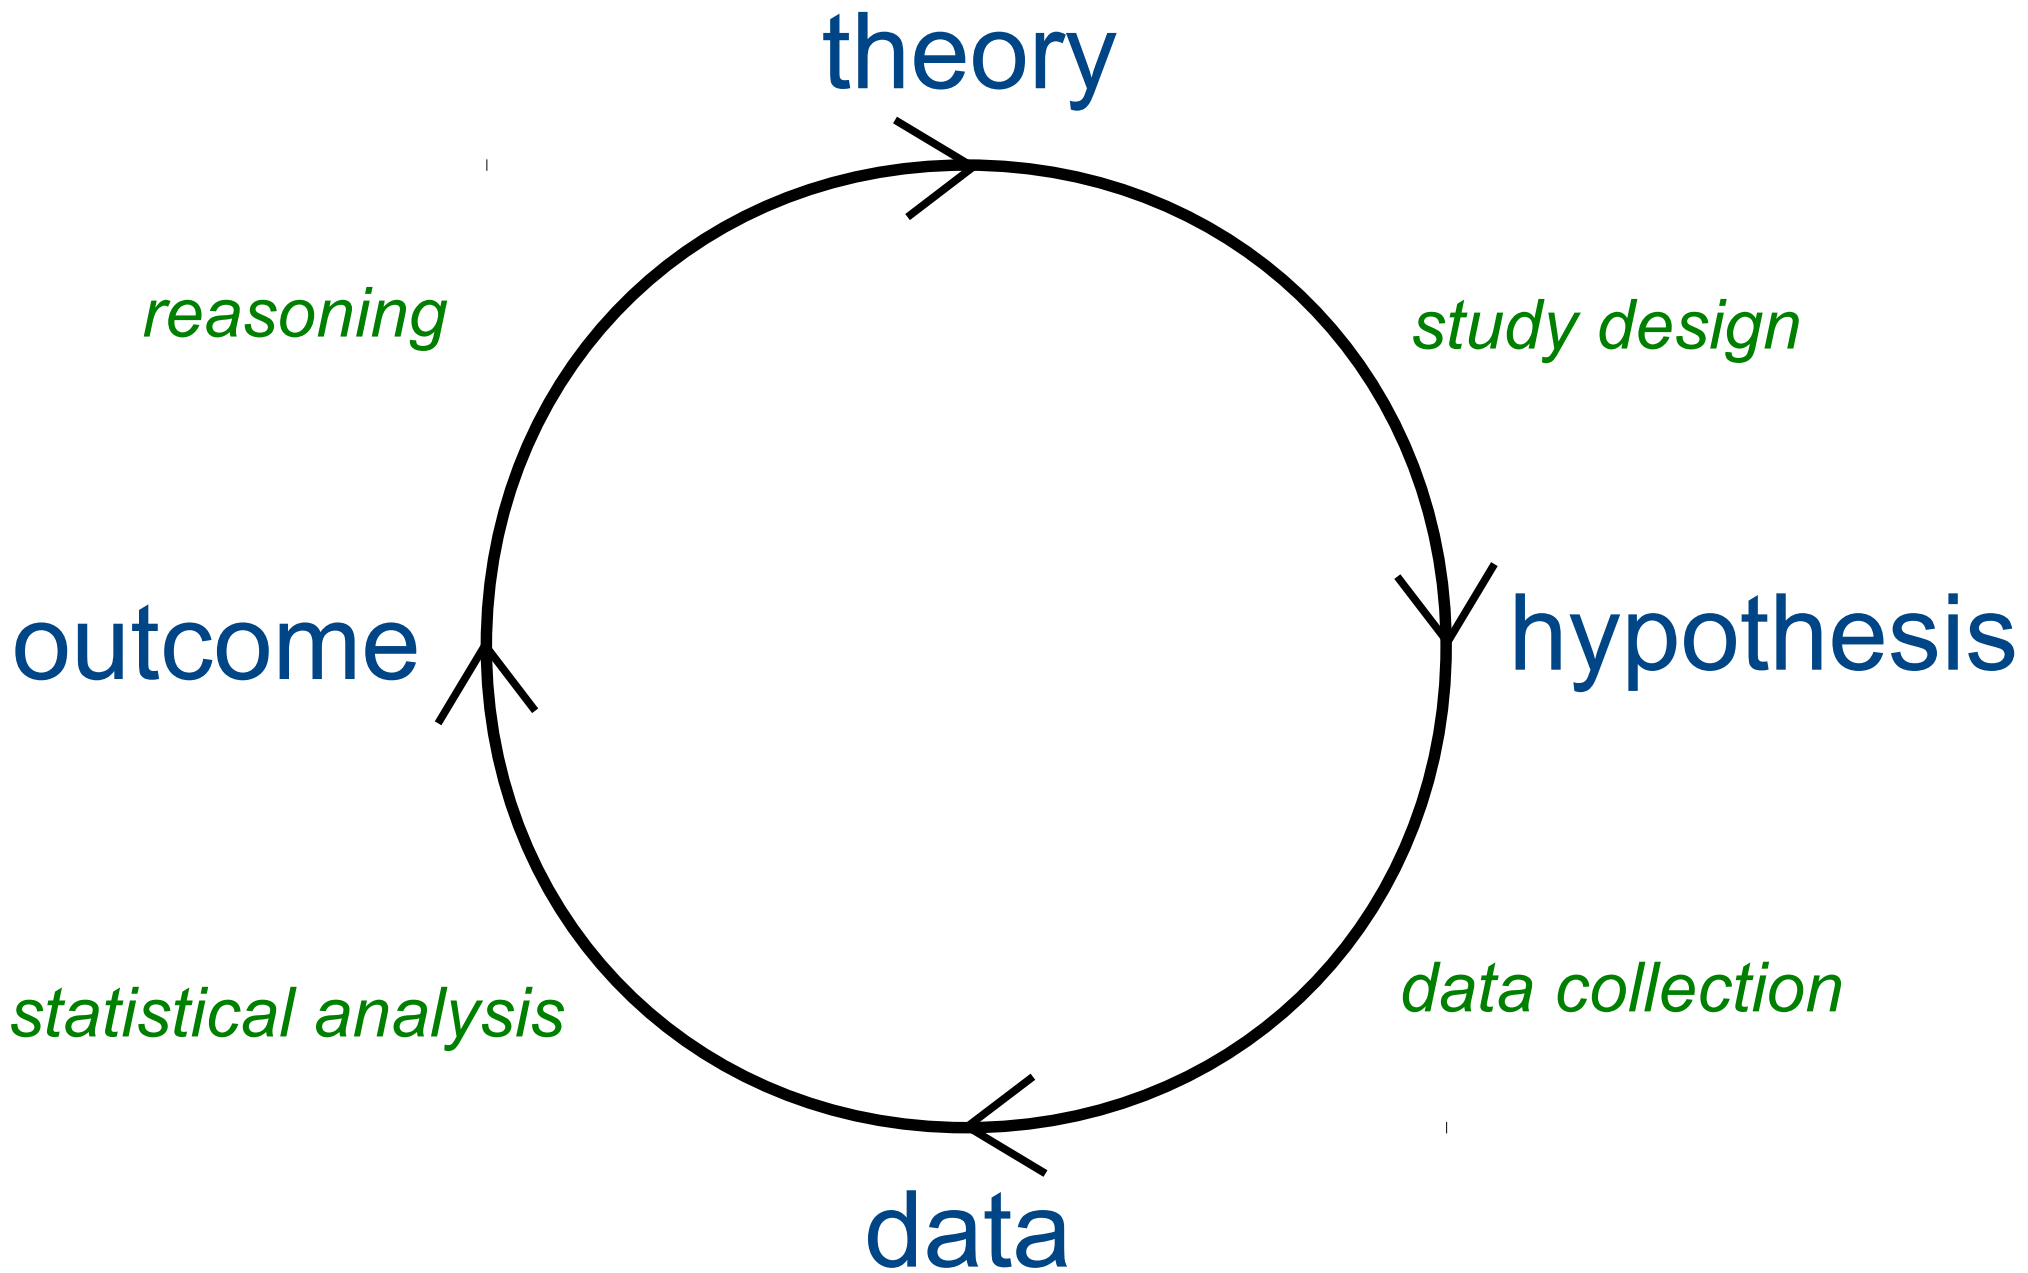 theory
reasoning
study design
outcome
hypothesis
statistical analysis
data collection
data